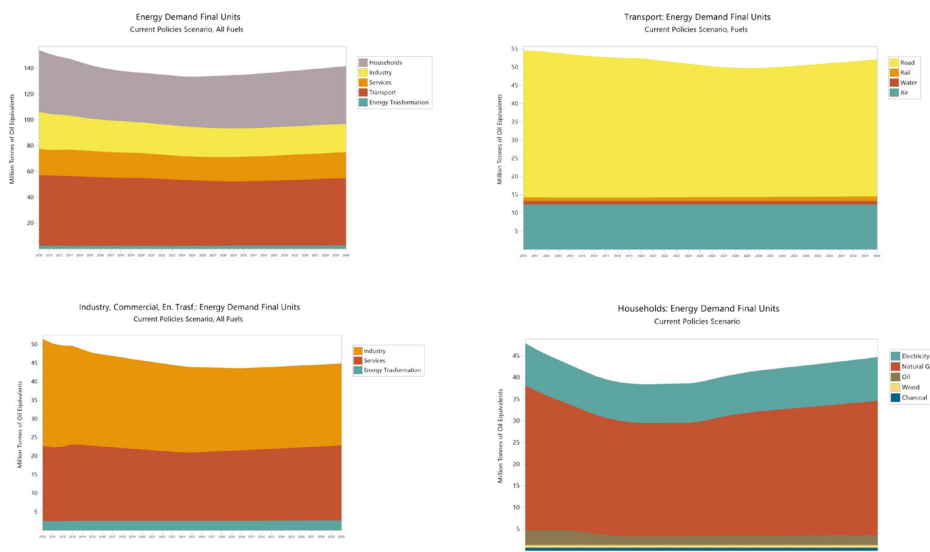 Energy Demand Final Units
Current Policies Scenario, All Fuels
Million Tonnes of Oil Equivalents
140
120
100
80
60
40
20
Households
Industry
Services
Transport
Energy Trasformation
Transport: Energy Demand Final Units
Current Policies Scenario, Fuels
Million Tonnes of Oil Equivalents
55
50
45
40
35
30
25
20
15
10
5
Road
Rail
Water
Air
Industry, Commercial, En. Trasf.: Energy Demand Final Units
Current Policies Scenario, All Fuels
Million Tonnes of Oil Equivalents
50
45
40
35
30
25
20
15
10
5
Industry
Services
Energy Trasformation
Households: Energy Demand Final Units
Current Policies Scenario
Million Tonnes of Oil Equivalents
45
40
35
30
25
20
15
10
5
Electricity
Natural G
Oil
Wood
Charcoal